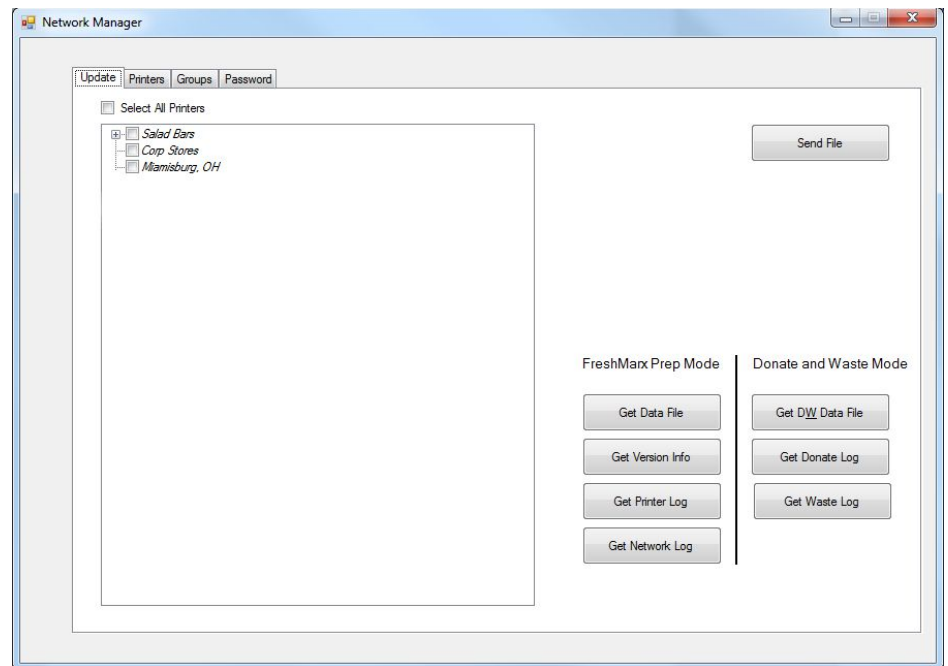 Network Manager
Update Printers Groups Password
Select All Printers
Salad Bars
Corp Stores
Miamisburg, OH
Send File
FreshMarx Prep Mode
Donate and Waste Mode
Get Data File
Get DW Data File
Get Version Info
Get Donate Log
Get Printer Log
Get Waste Log
Get Network Log